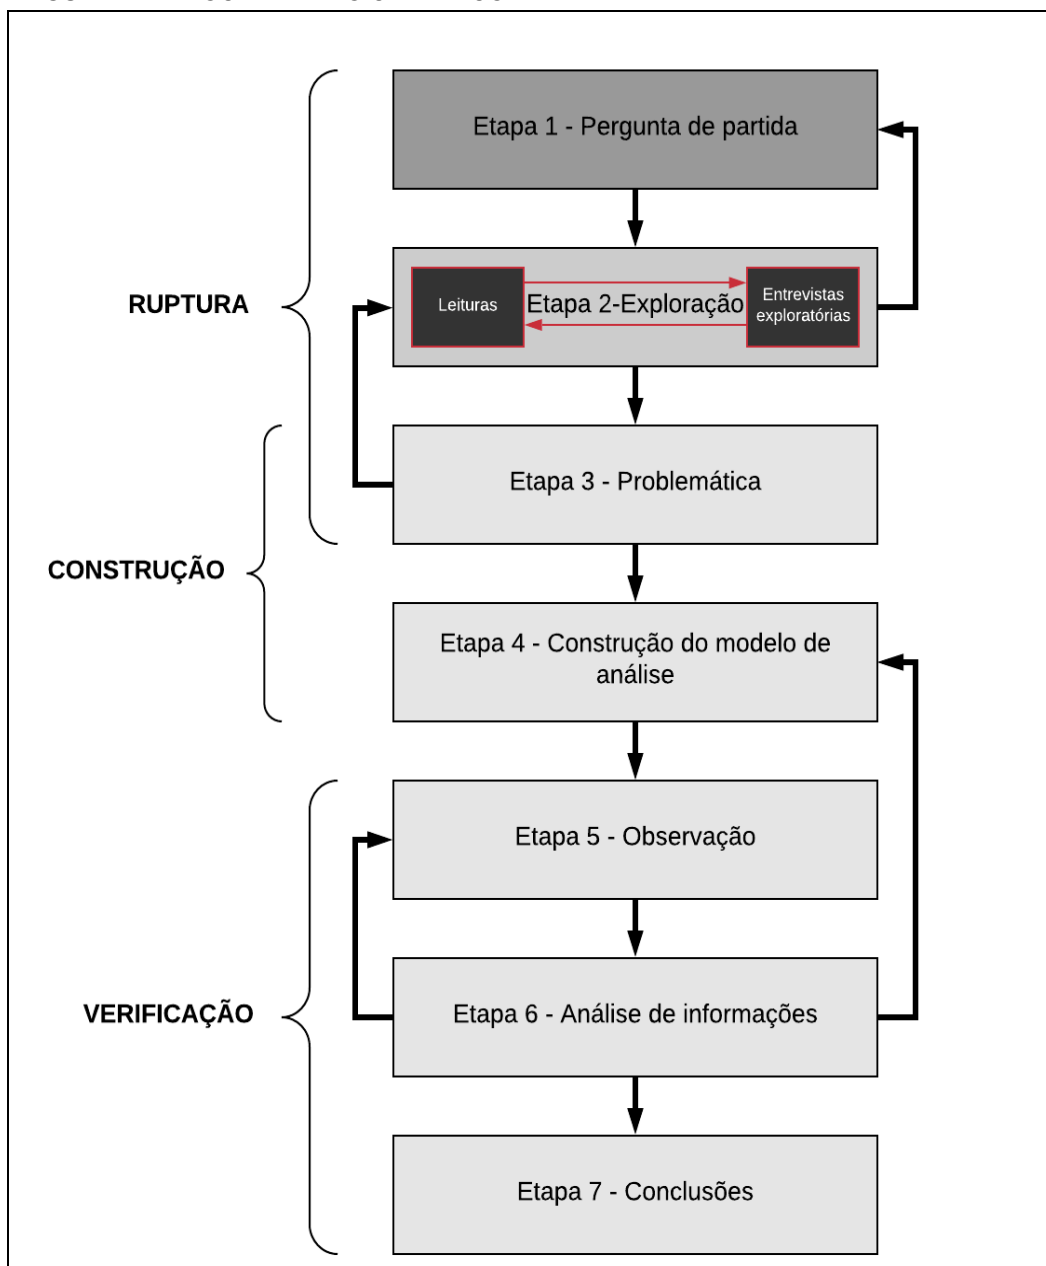 Etapa 1 - Pergunta de partida
RUPTURA
Leituras
Etapa 2-Exploração
Entrevistas
exploratórias
Etapa 3 - Problemática
CONSTRUÇÃO
Etapa 4 - Construção do modelo de
análise
Etapa 5 - Observação
VERIFICAÇÃO
Etapa 6 - Análise de informações
Etapa 7 - Conclusões